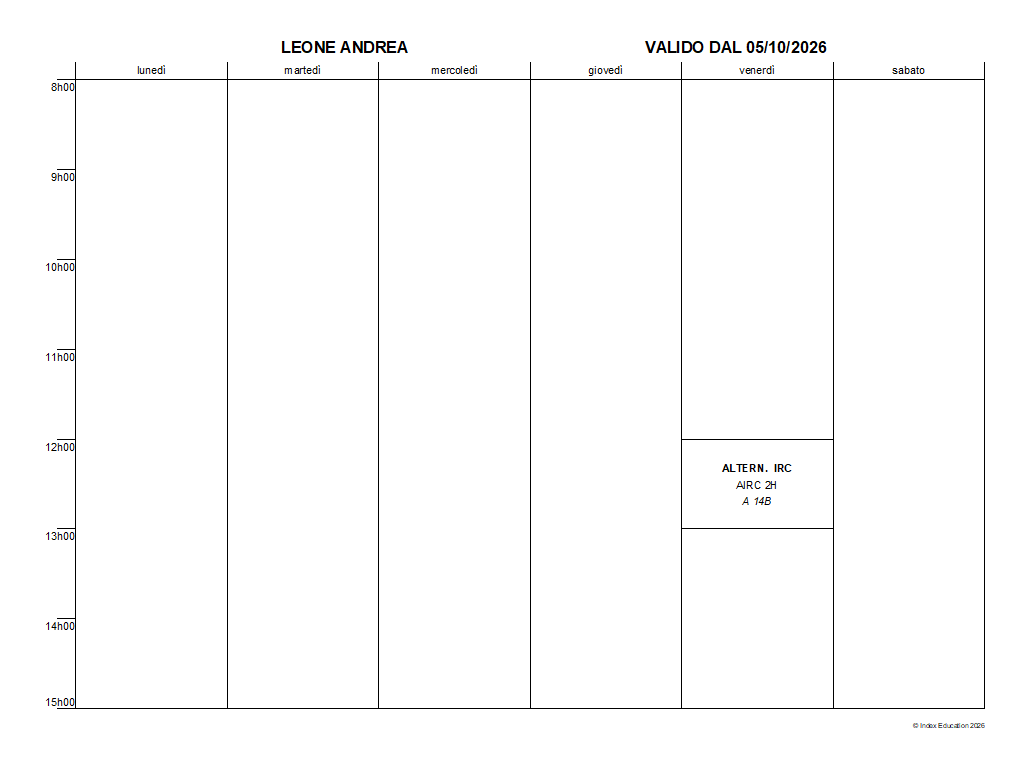 LEONE ANDREA VALIDO DAL 05/10/2026
lunedì martedì mercoledì giovedì venerdì sabato
8h00
9h00
10h00
11h00
12h00
ALTERN. IRC
AIRC 2H
A 14B
13h00
14h00
15h00
© Index Education 2026